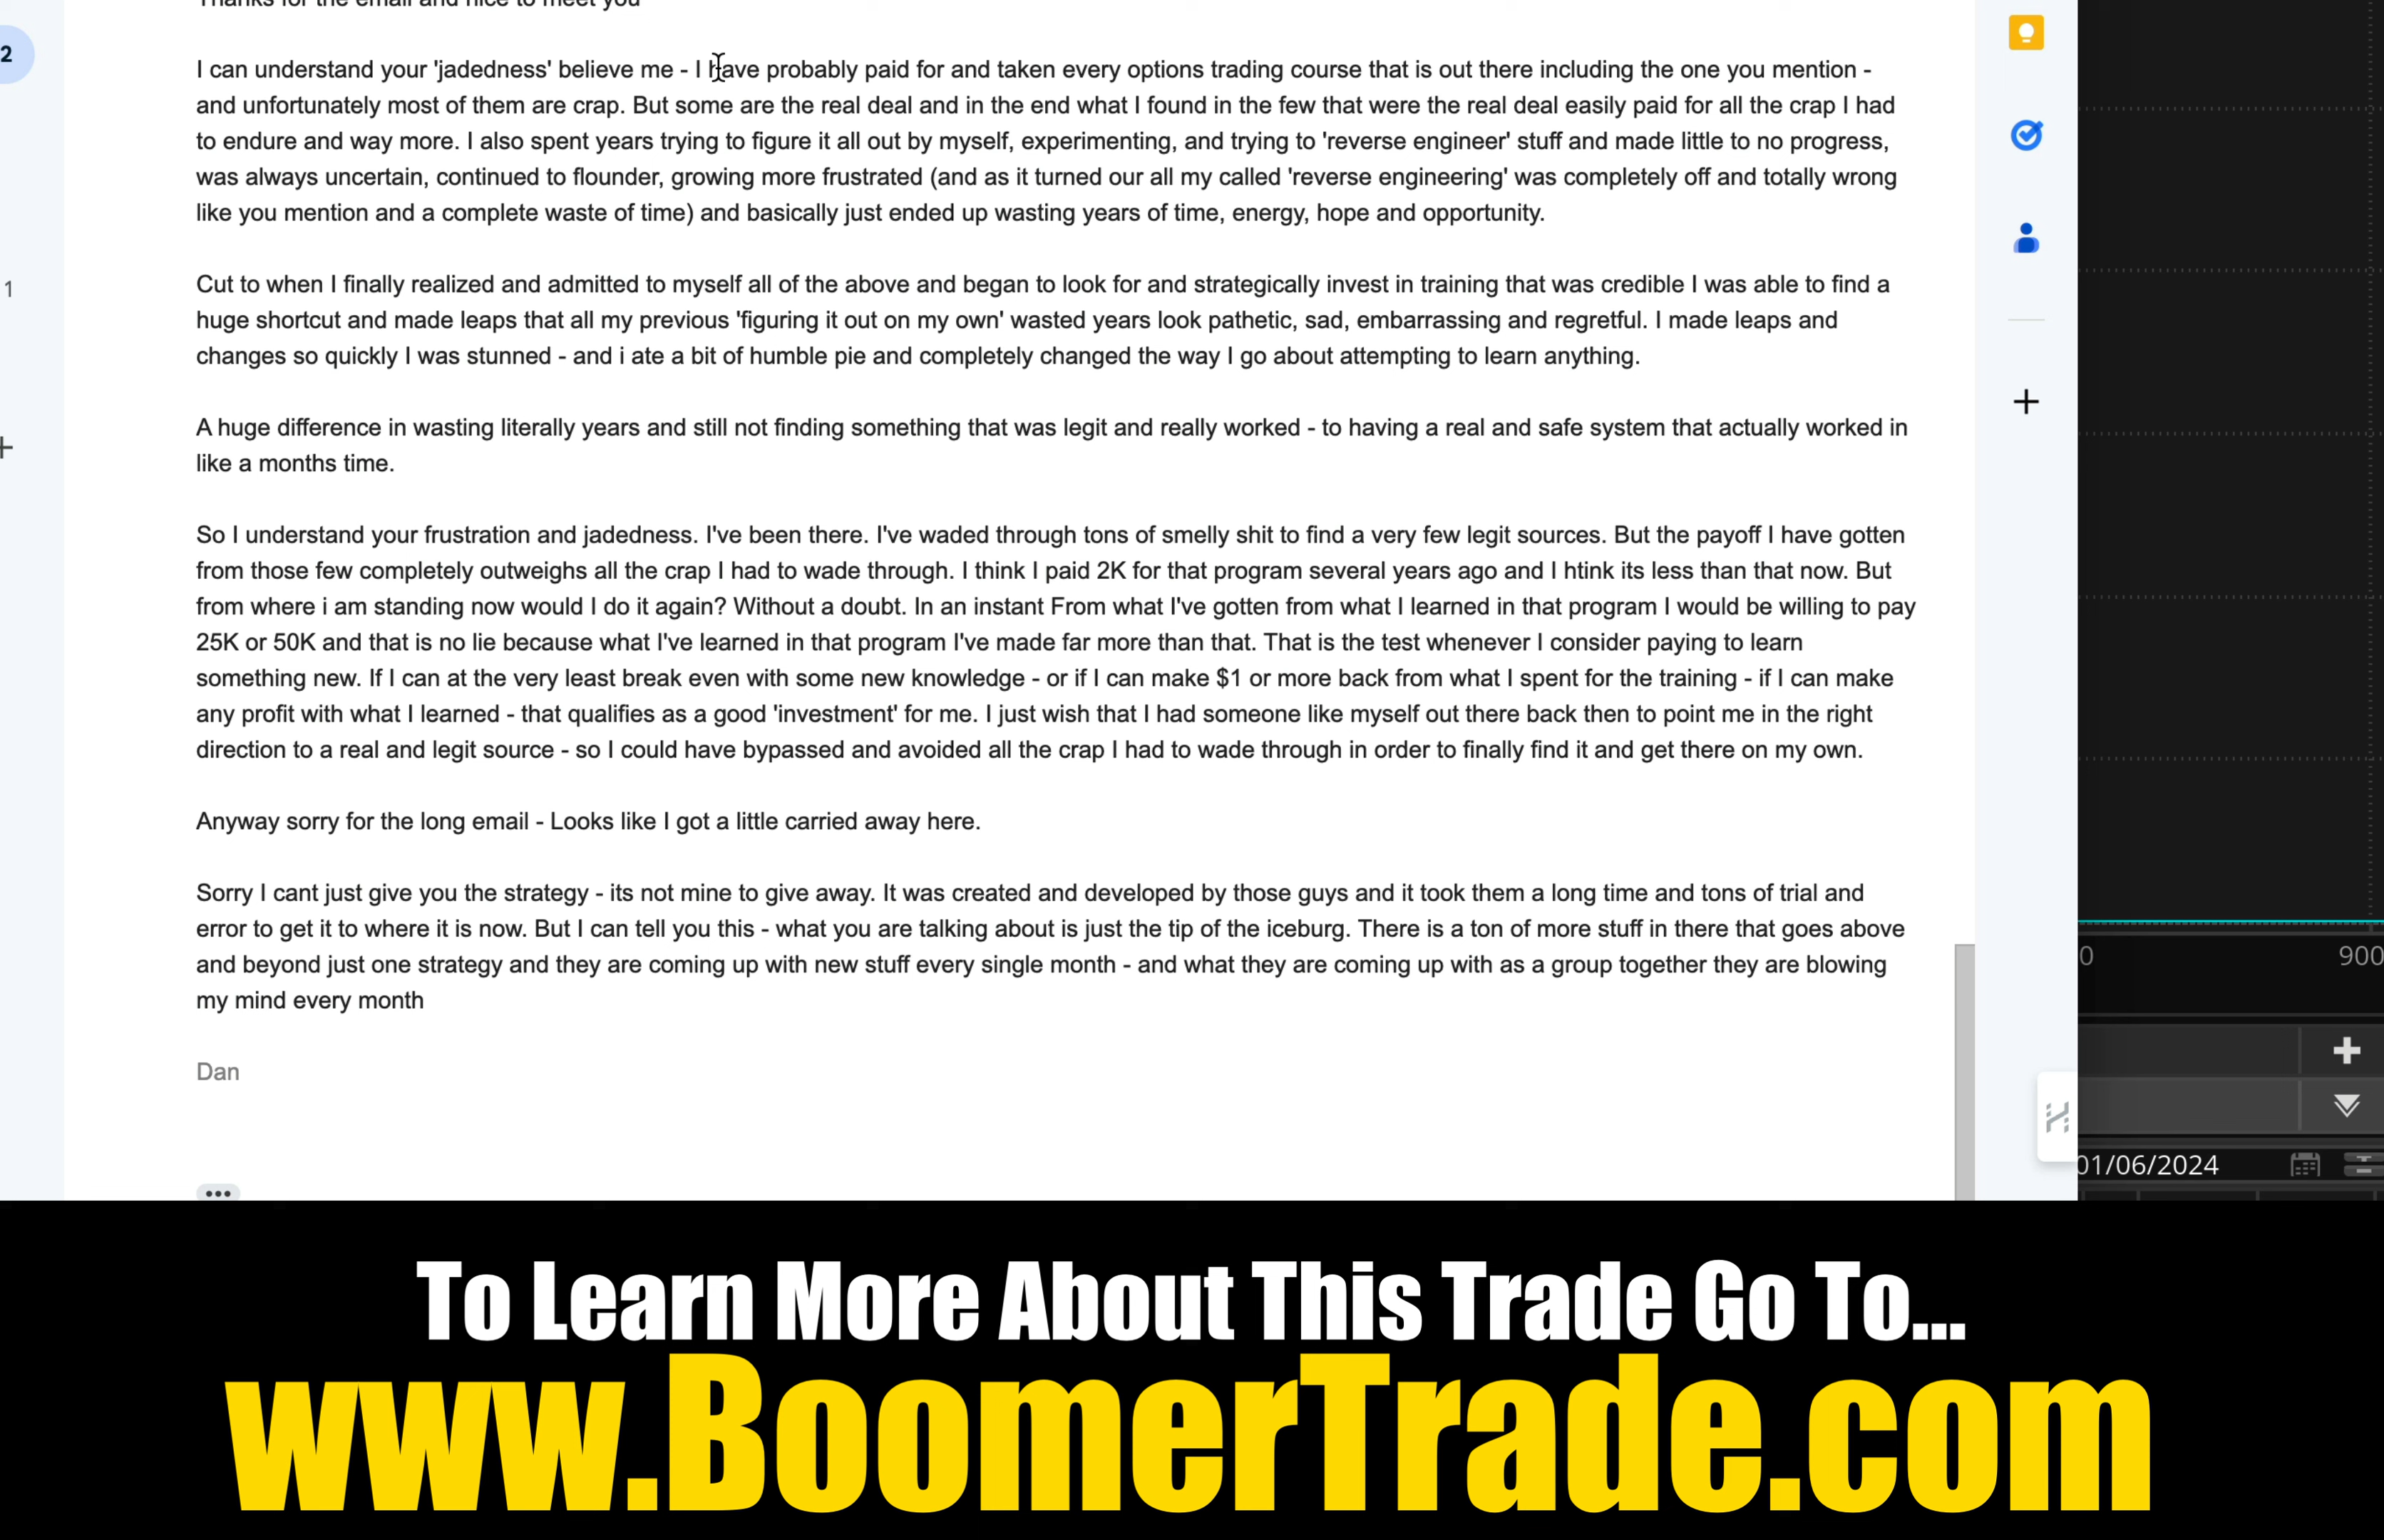 Thanks for the email and nice to meet you
2
I can understand your 'jadedness' believe me - I have probably paid for and taken every options trading course that is out there including the one you mention -
and unfortunately most of them are crap. But some are the real deal and in the end what I found in the few that were the real deal easily paid for all the crap I had
to endure and way more. I also spent years trying to figure it all out by myself, experimenting, and trying to 'reverse engineer' stuff and made little to no progress,
was always uncertain, continued to flounder, growing more frustrated (and as it turned our all my called 'reverse engineering' was completely off and totally wrong
like you mention and a complete waste of time) and basically just ended up wasting years of time, energy, hope and opportunity.
1
Cut to when I finally realized and admitted to myself all of the above and began to look for and strategically invest in training that was credible I was able to find a
huge shortcut and made leaps that all my previous 'figuring it out on my own' wasted years look pathetic, sad, embarrassing and regretful. I made leaps and
changes so quickly I was stunned - and i ate a bit of humble pie and completely changed the way I go about attempting to learn anything.
A huge difference in wasting literally years and still not finding something that was legit and really worked - to having a real and safe system that actually worked in
like a months time.
So I understand your frustration and jadedness. I've been there. I've waded through tons of smelly shit to find a very few legit sources. But the payoff I have gotten
from those few completely outweighs all the crap I had to wade through. I think I paid 2K for that program several years ago and I htink its less than that now. But
from where i am standing now would I do it again? Without a doubt. In an instant From what I've gotten from what I learned in that program I would be willing to pay
25K or 50K and that is no lie because what I've learned in that program I've made far more than that. That is the test whenever I consider paying to learn
something new. If I can at the very least break even with some new knowledge - or if I can make $1 or more back from what I spent for the training - if I can make
any profit with what I learned - that qualifies as a good 'investment' for me. I just wish that I had someone like myself out there back then to point me in the right
direction to a real and legit source - so I could have bypassed and avoided all the crap I had to wade through in order to finally find it and get there on my own.
Anyway sorry for the long email - Looks like I got a little carried away here.
Sorry I cant just give you the strategy - its not mine to give away. It was created and developed by those guys and it took them a long time and tons of trial and
error to get it to where it is now. But I can tell you this - what you are talking about is just the tip of the iceburg. There is a ton of more stuff in there that goes above
and beyond just one strategy and they are coming up with new stuff every single month - and what they are coming up with as a group together they are blowing
my mind every month
Dan
0 900
01/06/2024
To Learn More About This Trade Go To...
www.BoomerTrade.com